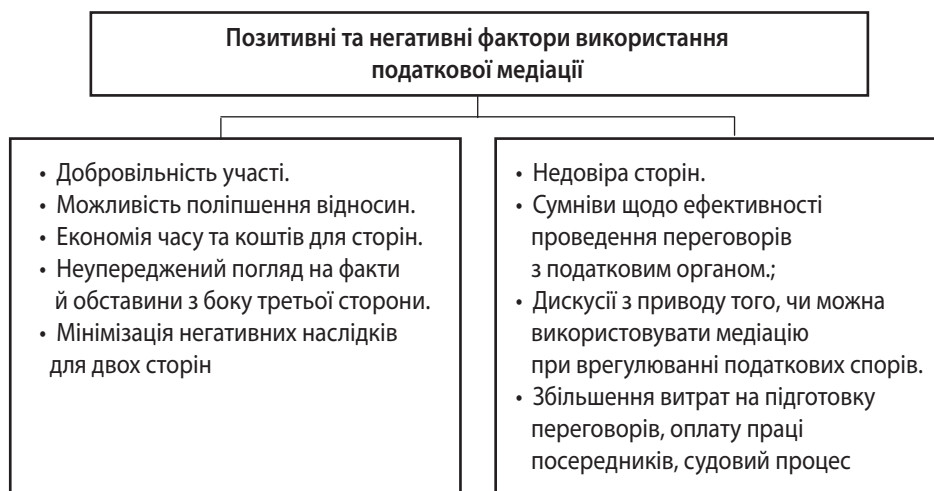 Позитивні та негативні фактори використання
податкової медіації
• Добровільність участі.
• Можливість поліпшення відносин.
• Економія часу та коштів для сторін.
• Неупереджений погляд на факти
й обставини з боку третьої сторони.
• Мінімізація негативних наслідків
для двох сторін
• Недовіра сторін.
• Сумніви щодо ефективності
проведення переговорів
з податковим органом.;
• Дискусії з приводу того, чи можна
використовувати медіацію
при врегулюванні податкових спорів.
• Збільшення витрат на підготовку
переговорів, оплату праці
посередників, судовий процес